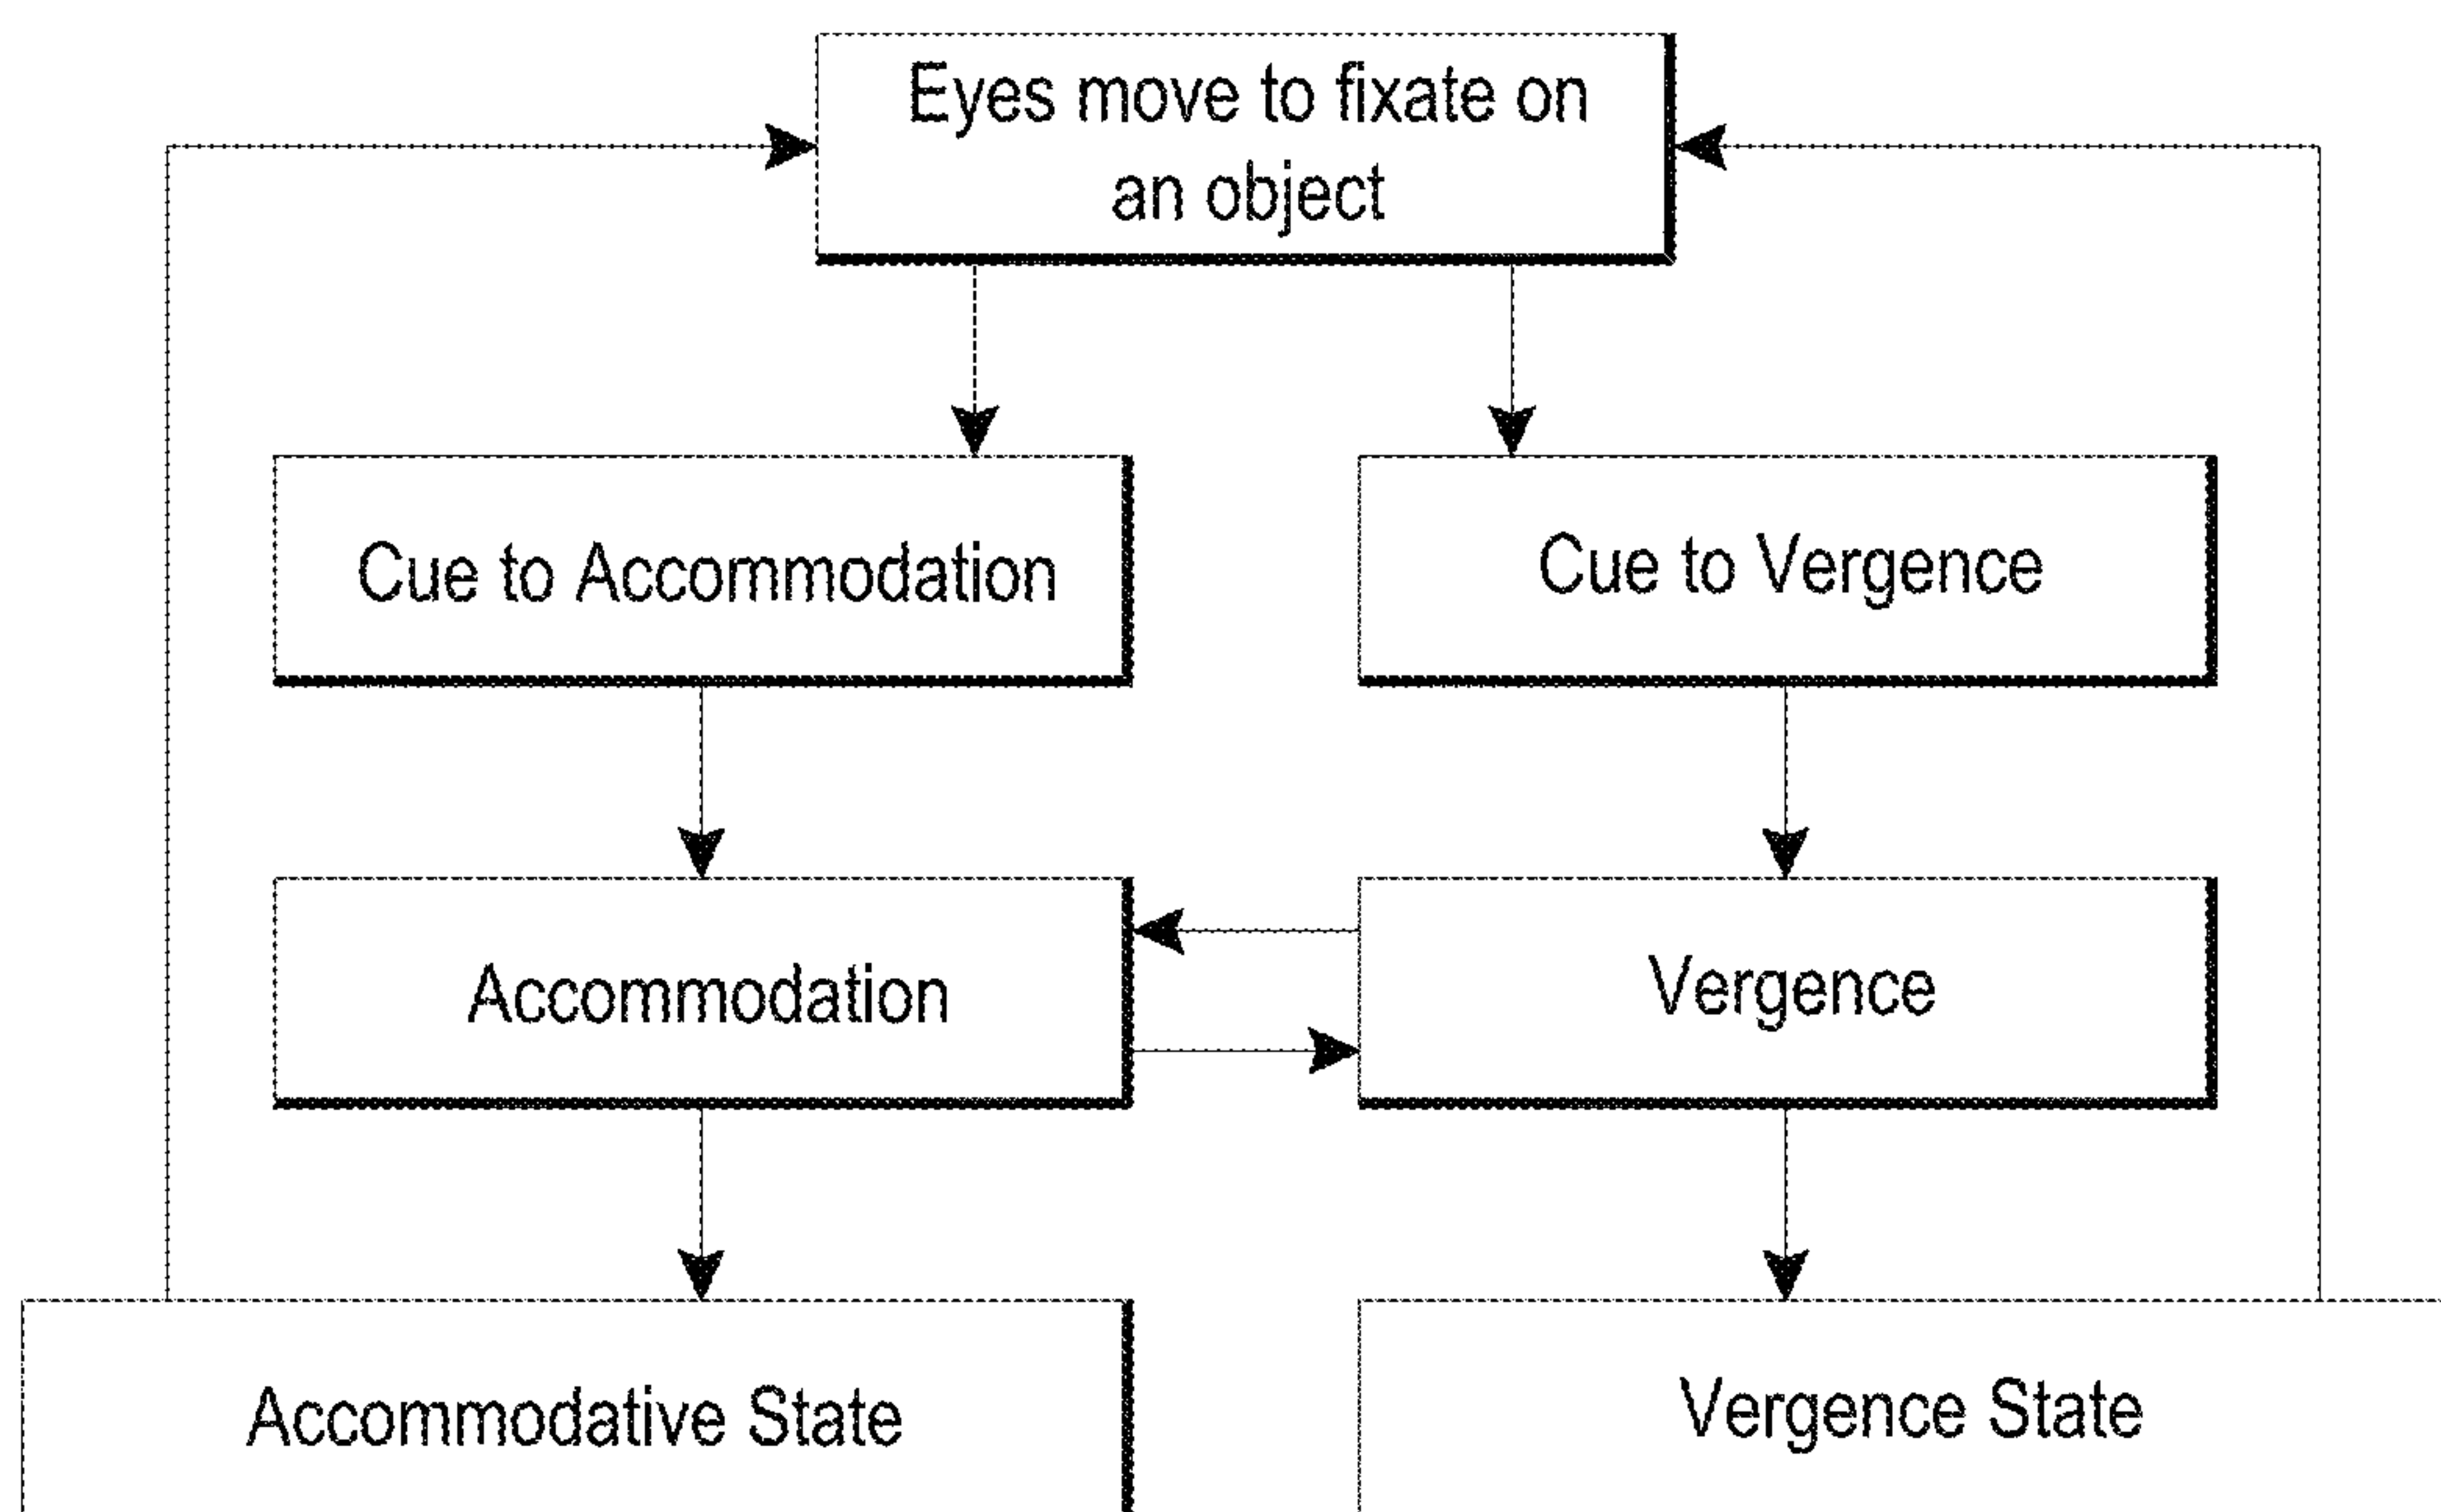 Eyes move to fixate on
an object
Cue to Accommodation
Cue to Vergence
Accommodation
Vergence
Accommodative State
Vergence State